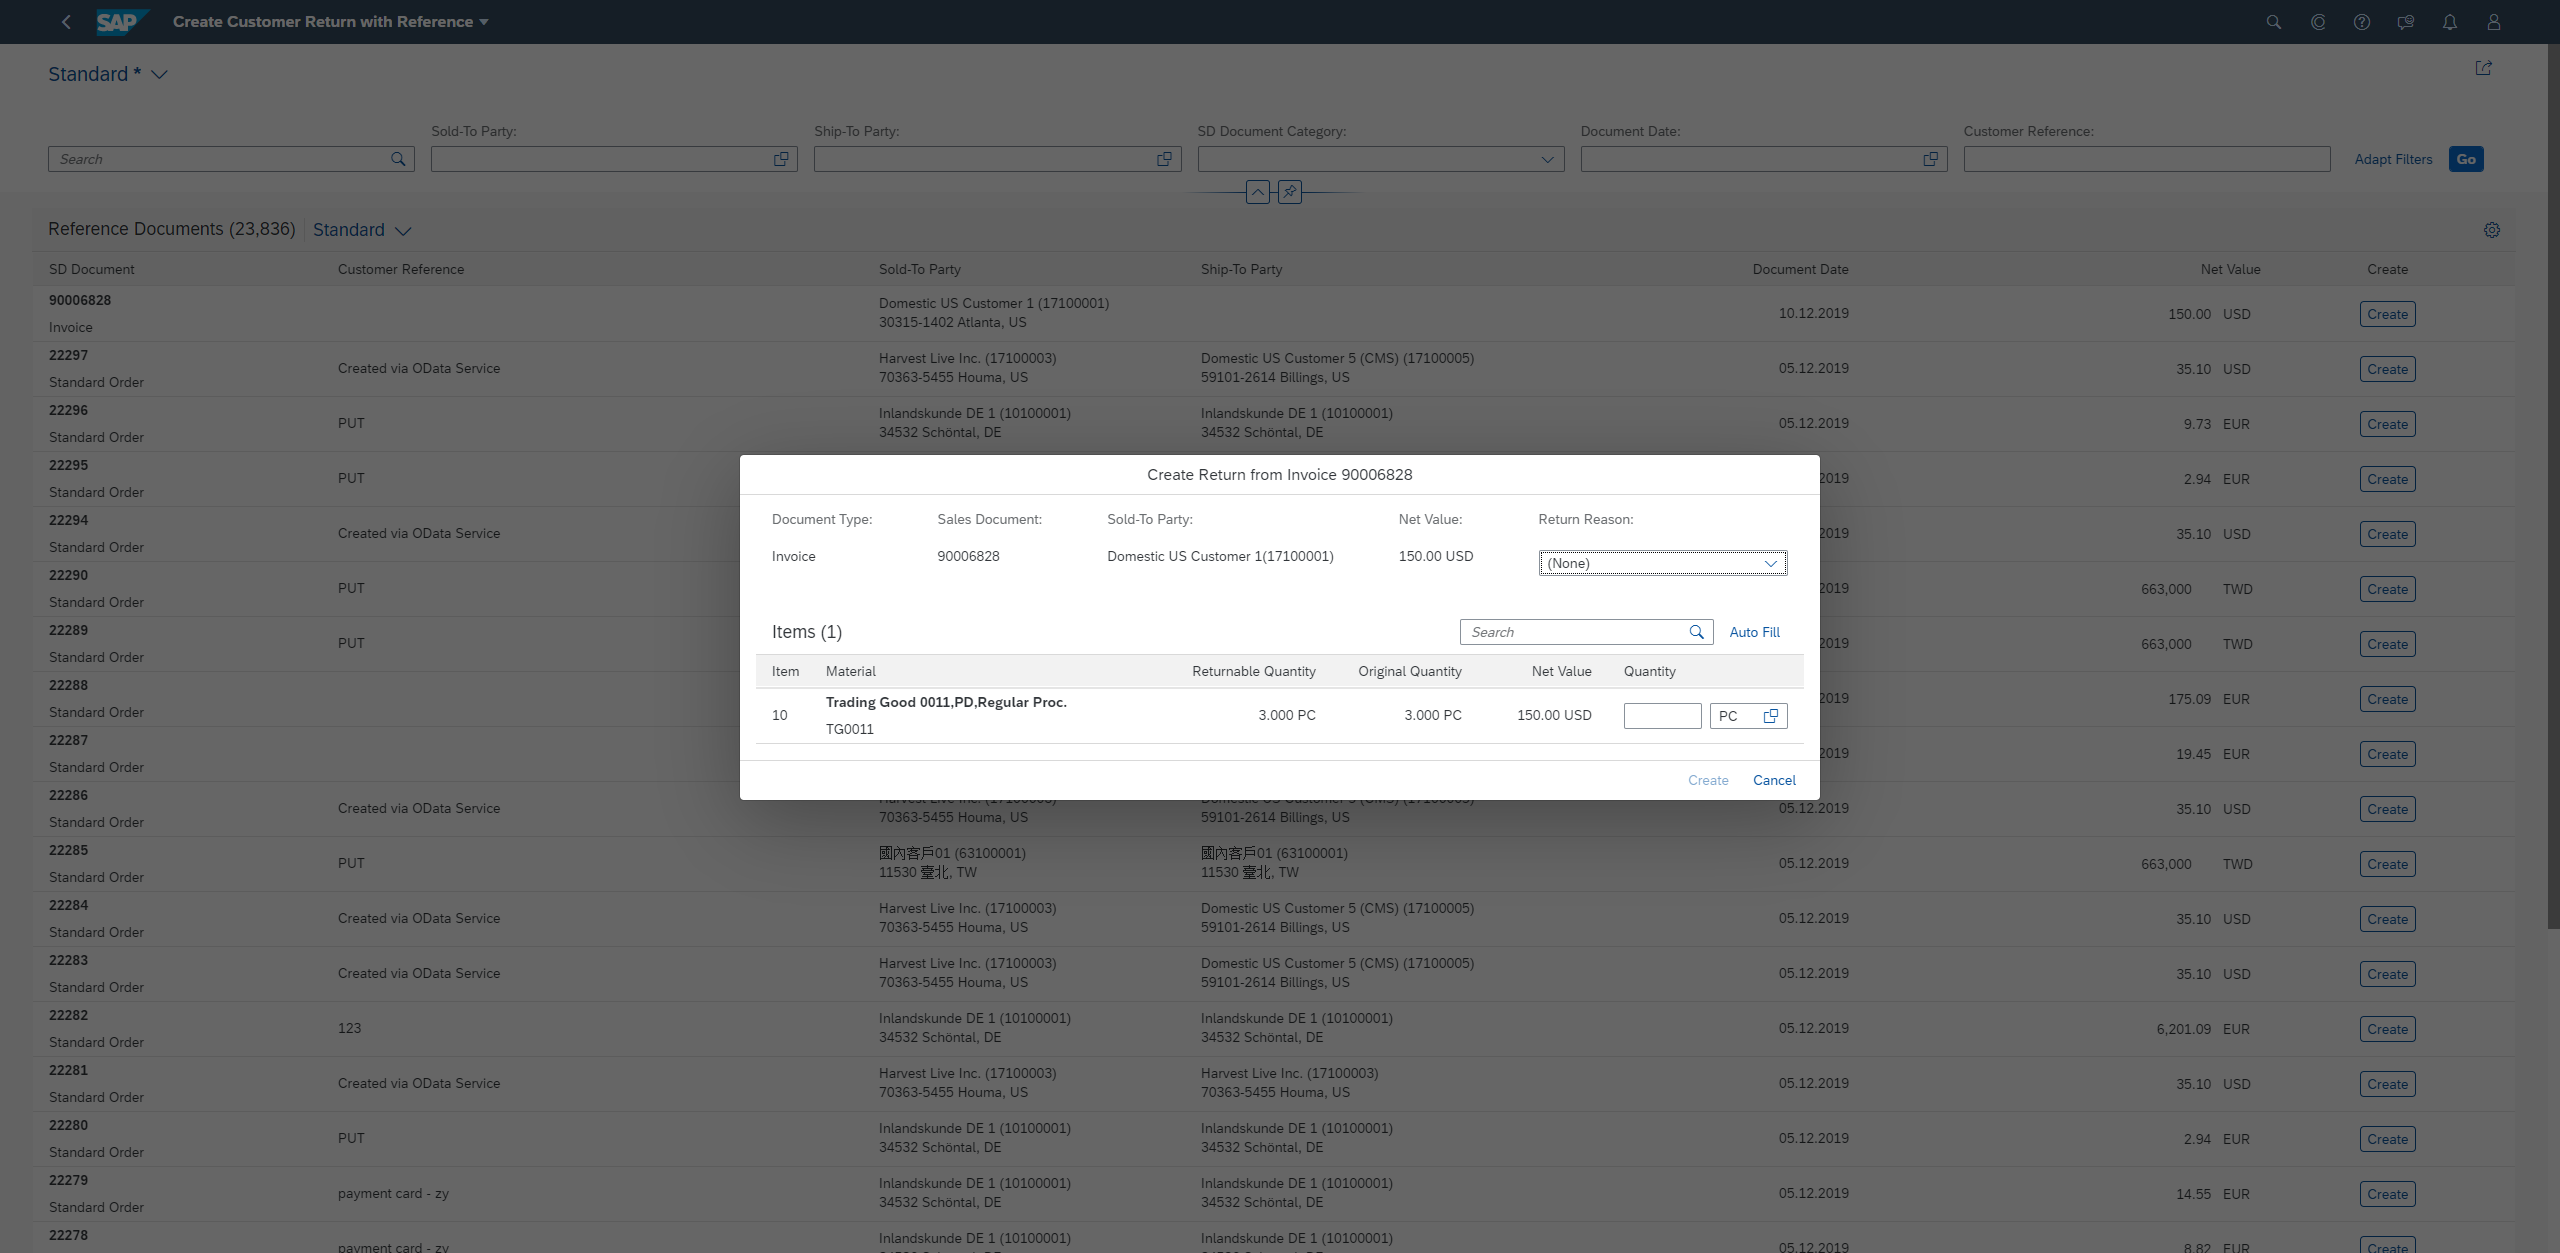 SAP Create Customer Return with Reference
Standard *
Sold-To Party: Ship-To Party: SD Document Category: Document Date: Customer Reference:
Search Adapt Filters Go
Reference Documents (23,836) Standard
SD Document Customer Reference Sold-To Party Ship-To Party Document Date Net Value Create
90006828
Invoice
Domestic US Customer 1 (17100001)
30315-1402 Atlanta, US
10.12.2019 150.00 USD Create
22297
Standard Order
Created via OData Service
Harvest Live Inc. (17100003)
70363-5455 Houma, US
Domestic US Customer 5 (CMS) (17100005)
59101-2614 Billings, US
05.12.2019 35.10 USD Create
22296
Standard Order
PUT
Inlandskunde DE 1 (10100001)
34532 Schöntal, DE
Inlandskunde DE 1 (10100001)
34532 Schöntal, DE
05.12.2019 9.73 EUR Create
22295
Standard Order
PUT
2019 2.94 EUR Create
22294
Standard Order
Created via OData Service
2019 35.10 USD Create
22290
Standard Order
PUT
2019 663,000 TWD Create
22289
Standard Order
PUT
2019 663,000 TWD Create
22288
Standard Order
2019 175.09 EUR Create
22287
Standard Order
2019 19.45 EUR Create
Create Return from Invoice 90006828
Document Type: Sales Document: Sold-To Party: Net Value: Return Reason:
Invoice 90006828 Domestic US Customer 1(17100001) 150.00 USD (None)
Items (1) Search Auto Fill
Item Material Returnable Quantity Original Quantity Net Value Quantity
10
Trading Good 0011,PD,Regular Proc.
TG0011
3.000 PC 3.000 PC 150.00 USD PC
Create Cancel
22286
Standard Order
Created via OData Service
Harvest Live Inc. (17100003)
70363-5455 Houma, US
Domestic US Customer 5 (CMS) (17100005)
59101-2614 Billings, US
05.12.2019 35.10 USD Create
22285
Standard Order
PUT
國內客戶01 (63100001)
11530 臺北, TW
國內客戶01 (63100001)
11530 臺北, TW
05.12.2019 663,000 TWD Create
22284
Standard Order
Created via OData Service
Harvest Live Inc. (17100003)
70363-5455 Houma, US
Domestic US Customer 5 (CMS) (17100005)
59101-2614 Billings, US
05.12.2019 35.10 USD Create
22283
Standard Order
Created via OData Service
Harvest Live Inc. (17100003)
70363-5455 Houma, US
Domestic US Customer 5 (CMS) (17100005)
59101-2614 Billings, US
05.12.2019 35.10 USD Create
22282
Standard Order
123
Inlandskunde DE 1 (10100001)
34532 Schöntal, DE
Inlandskunde DE 1 (10100001)
34532 Schöntal, DE
05.12.2019 6,201.09 EUR Create
22281
Standard Order
Created via OData Service
Harvest Live Inc. (17100003)
70363-5455 Houma, US
Harvest Live Inc. (17100003)
70363-5455 Houma, US
05.12.2019 35.10 USD Create
22280
Standard Order
PUT
Inlandskunde DE 1 (10100001)
34532 Schöntal, DE
Inlandskunde DE 1 (10100001)
34532 Schöntal, DE
05.12.2019 2.94 EUR Create
22279
Standard Order
payment card - zy
Inlandskunde DE 1 (10100001)
34532 Schöntal, DE
Inlandskunde DE 1 (10100001)
34532 Schöntal, DE
05.12.2019 14.55 EUR Create
22278
payment card - zy
Inlandskunde DE 1 (10100001)
Inlandskunde DE 1 (10100001)
05.12.2019 8.82 EUR Create